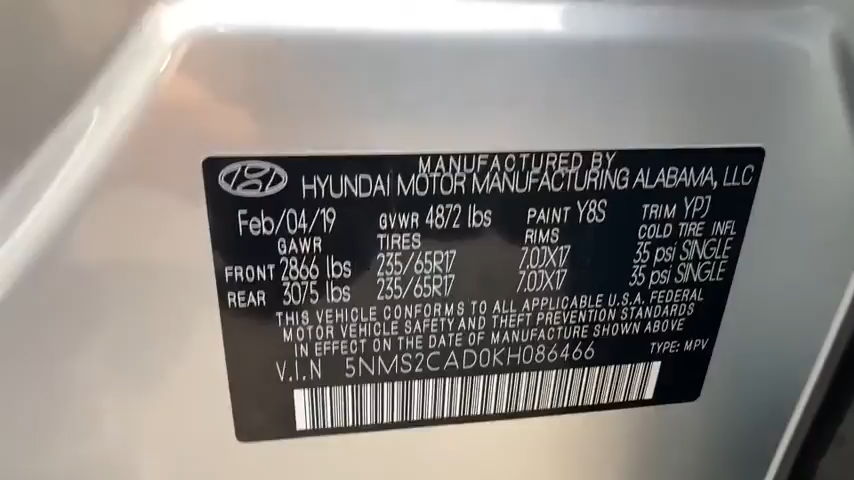 MANUFACTURED BY
HYUNDAI MOTOR MANUFACTURING ALABAMA, LLC
Feb/04/19 GVWR 4872 lbs PAINT Y8S TRIM YPJ
GAWR TIRES RIMS COLD TIRE INFL
FRONT 2866 lbs 235/65R17 7.0JX17 35 psi SINGLE
REAR 3075 lbs 235/65R17 7.0JX17 35 psi SINGLE
THIS VEHICLE CONFORMS TO ALL APPLICABLE U.S.A. FEDERAL
MOTOR VEHICLE SAFETY AND THEFT PREVENTION STANDARDS
IN EFFECT ON THE DATE OF MANUFACTURE SHOWN ABOVE
V.I.N 5NMS2CAD0KH086466 TYPE: MPV